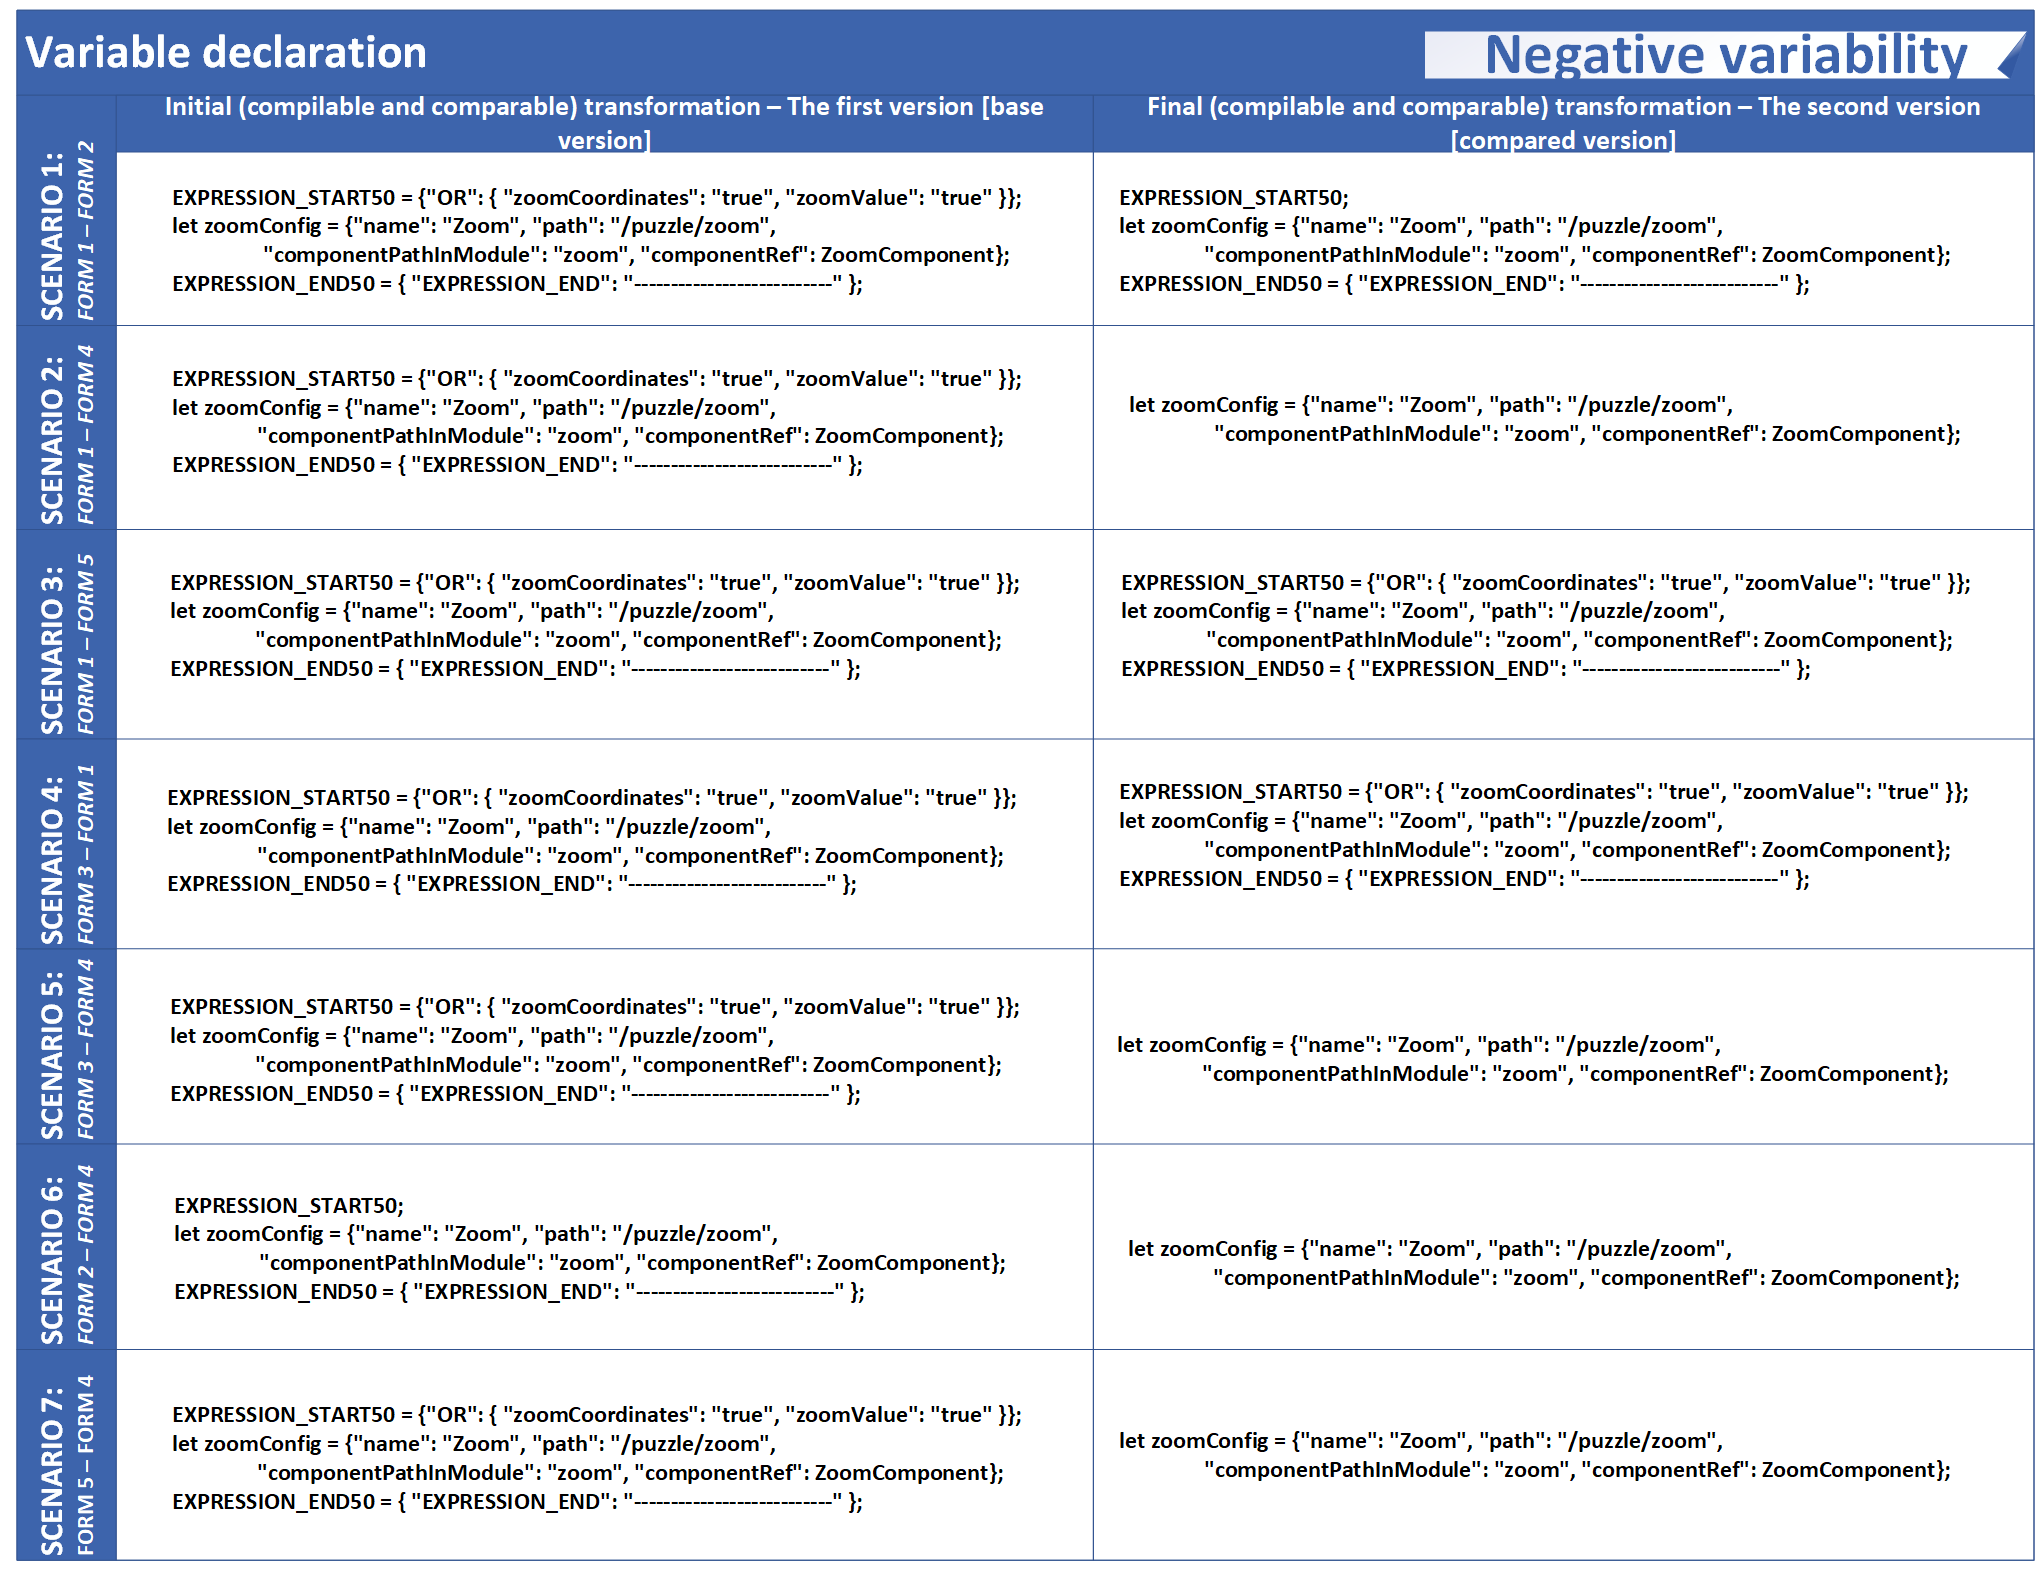 Variable declaration
Negative variability
Initial (compilable and comparable) transformation – The first version [base
version]
Final (compilable and comparable) transformation – The second version
[compared version]
SCENARIO 1:
FORM 1 – FORM 2
EXPRESSION_START50 = {"OR": { "zoomCoordinates": "true", "zoomValue": "true" }};
let zoomConfig = {"name": "Zoom", "path": "/puzzle/zoom",
"componentPathInModule": "zoom", "componentRef": ZoomComponent};
EXPRESSION_END50 = { "EXPRESSION_END": "---------------------------" };
EXPRESSION_START50;
let zoomConfig = {"name": "Zoom", "path": "/puzzle/zoom",
"componentPathInModule": "zoom", "componentRef": ZoomComponent};
EXPRESSION_END50 = { "EXPRESSION_END": "---------------------------" };
SCENARIO 2:
FORM 1 – FORM 4
EXPRESSION_START50 = {"OR": { "zoomCoordinates": "true", "zoomValue": "true" }};
let zoomConfig = {"name": "Zoom", "path": "/puzzle/zoom",
"componentPathInModule": "zoom", "componentRef": ZoomComponent};
EXPRESSION_END50 = { "EXPRESSION_END": "---------------------------" };
let zoomConfig = {"name": "Zoom", "path": "/puzzle/zoom",
"componentPathInModule": "zoom", "componentRef": ZoomComponent};
SCENARIO 3:
FORM 1 – FORM 5
EXPRESSION_START50 = {"OR": { "zoomCoordinates": "true", "zoomValue": "true" }};
let zoomConfig = {"name": "Zoom", "path": "/puzzle/zoom",
"componentPathInModule": "zoom", "componentRef": ZoomComponent};
EXPRESSION_END50 = { "EXPRESSION_END": "---------------------------" };
EXPRESSION_START50 = {"OR": { "zoomCoordinates": "true", "zoomValue": "true" }};
let zoomConfig = {"name": "Zoom", "path": "/puzzle/zoom",
"componentPathInModule": "zoom", "componentRef": ZoomComponent};
EXPRESSION_END50 = { "EXPRESSION_END": "---------------------------" };
SCENARIO 4:
FORM 3 – FORM 1
EXPRESSION_START50 = {"OR": { "zoomCoordinates": "true", "zoomValue": "true" }};
let zoomConfig = {"name": "Zoom", "path": "/puzzle/zoom",
"componentPathInModule": "zoom", "componentRef": ZoomComponent};
EXPRESSION_END50 = { "EXPRESSION_END": "---------------------------" };
EXPRESSION_START50 = {"OR": { "zoomCoordinates": "true", "zoomValue": "true" }};
let zoomConfig = {"name": "Zoom", "path": "/puzzle/zoom",
"componentPathInModule": "zoom", "componentRef": ZoomComponent};
EXPRESSION_END50 = { "EXPRESSION_END": "---------------------------" };
SCENARIO 5:
FORM 3 – FORM 4
EXPRESSION_START50 = {"OR": { "zoomCoordinates": "true", "zoomValue": "true" }};
let zoomConfig = {"name": "Zoom", "path": "/puzzle/zoom",
"componentPathInModule": "zoom", "componentRef": ZoomComponent};
EXPRESSION_END50 = { "EXPRESSION_END": "---------------------------" };
let zoomConfig = {"name": "Zoom", "path": "/puzzle/zoom",
"componentPathInModule": "zoom", "componentRef": ZoomComponent};
SCENARIO 6:
FORM 2 – FORM 4
EXPRESSION_START50;
let zoomConfig = {"name": "Zoom", "path": "/puzzle/zoom",
"componentPathInModule": "zoom", "componentRef": ZoomComponent};
EXPRESSION_END50 = { "EXPRESSION_END": "---------------------------" };
let zoomConfig = {"name": "Zoom", "path": "/puzzle/zoom",
"componentPathInModule": "zoom", "componentRef": ZoomComponent};
SCENARIO 7:
FORM 5 – FORM 4
EXPRESSION_START50 = {"OR": { "zoomCoordinates": "true", "zoomValue": "true" }};
let zoomConfig = {"name": "Zoom", "path": "/puzzle/zoom",
"componentPathInModule": "zoom", "componentRef": ZoomComponent};
EXPRESSION_END50 = { "EXPRESSION_END": "---------------------------" };
let zoomConfig = {"name": "Zoom", "path": "/puzzle/zoom",
"componentPathInModule": "zoom", "componentRef": ZoomComponent};